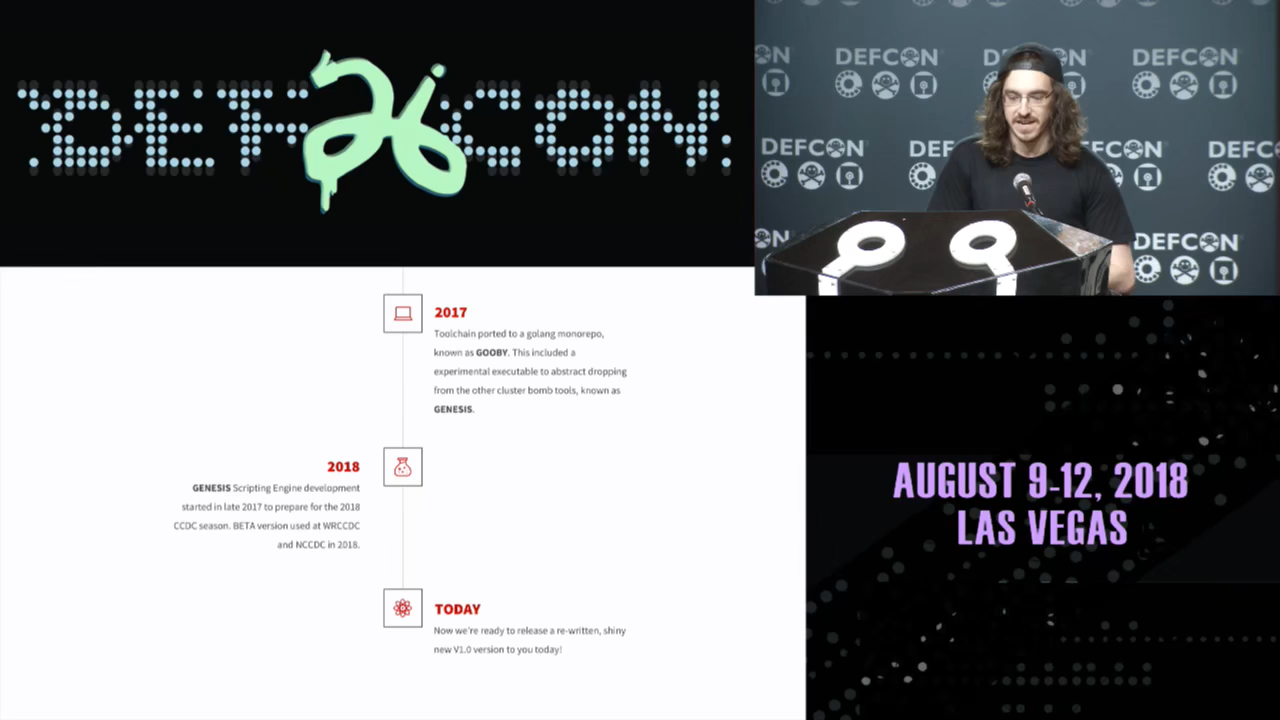 DEFCON
26
DEFCON DEFCON DEFCON
DEFCON DEFCON DEFC
DEFCON
2017
Toolchain ported to a golang monorepo,
known as GOOBY. This included a
experimental executable to abstract dropping
from the other cluster bomb tools, known as
GENESIS.
2018
GENESIS Scripting Engine development
started in late 2017 to prepare for the 2018
CCDC season. BETA version used at WRCCDC
and NCCDC in 2018.
TODAY
Now we're ready to release a re-written, shiny
new V1.0 version to you today!
AUGUST 9-12, 2018
LAS VEGAS